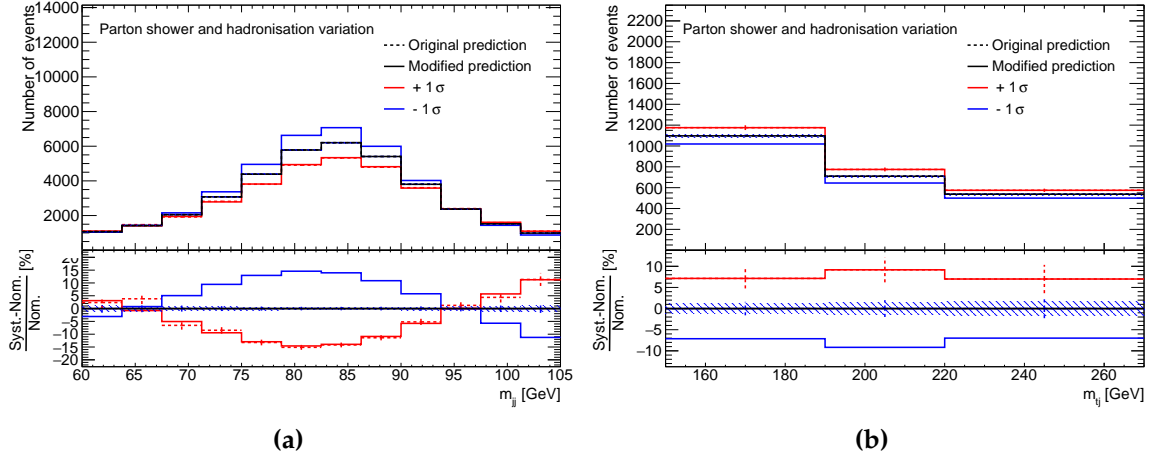 Number of events
14000
12000
10000
8000
6000
4000
2000
Parton shower and hadronisation variation
Original prediction
Modified prediction
+ 1 σ
- 1 σ
Syst.-Nom. [%]
Nom.
20
15
10
5
0
−5
−10
−15
−20
60 65 70 75 80 85 90 95 100 105
m_jj [GeV]
(a)
Number of events
2200
2000
1800
1600
1400
1200
1000
800
600
400
200
0
Parton shower and hadronisation variation
Original prediction
Modified prediction
+ 1 σ
- 1 σ
Syst.-Nom. [%]
Nom.
10
5
0
−5
−10
160 180 200 220 240 260
m_tj [GeV]
(b)